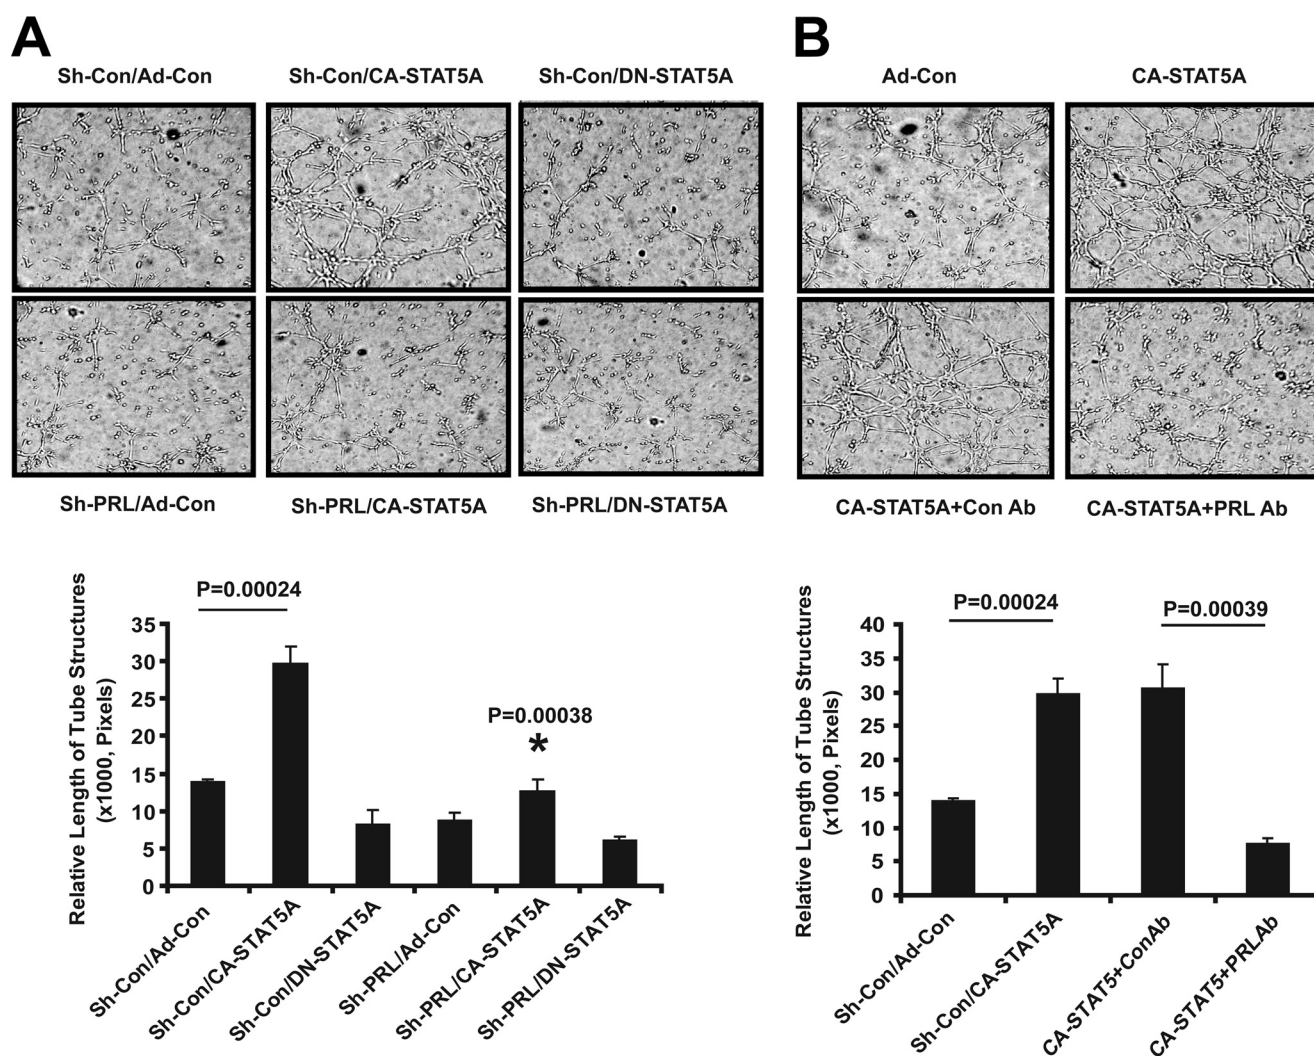 A
Sh-Con/Ad-Con
Sh-Con/CA-STAT5A
Sh-Con/DN-STAT5A
Sh-PRL/Ad-Con
Sh-PRL/CA-STAT5A
Sh-PRL/DN-STAT5A
Relative Length of Tube Structures
(x1000, Pixels)
P=0.00024
P=0.00038
*
35
30
25
20
15
10
5
0
Sh-Con/Ad-Con
Sh-Con/CA-STAT5A
Sh-Con/DN-STAT5A
Sh-PRL/Ad-Con
Sh-PRL/CA-STAT5A
Sh-PRL/DN-STAT5A
B
Ad-Con
CA-STAT5A
CA-STAT5A+Con Ab
CA-STAT5A+PRL Ab
Relative Length of Tube Structures
(x1000, Pixels)
P=0.00024
P=0.00039
40
35
30
25
20
15
10
5
0
Sh-Con/Ad-Con
Sh-Con/CA-STAT5A
CA-STAT5+ConAb
CA-STAT5+PRLAb